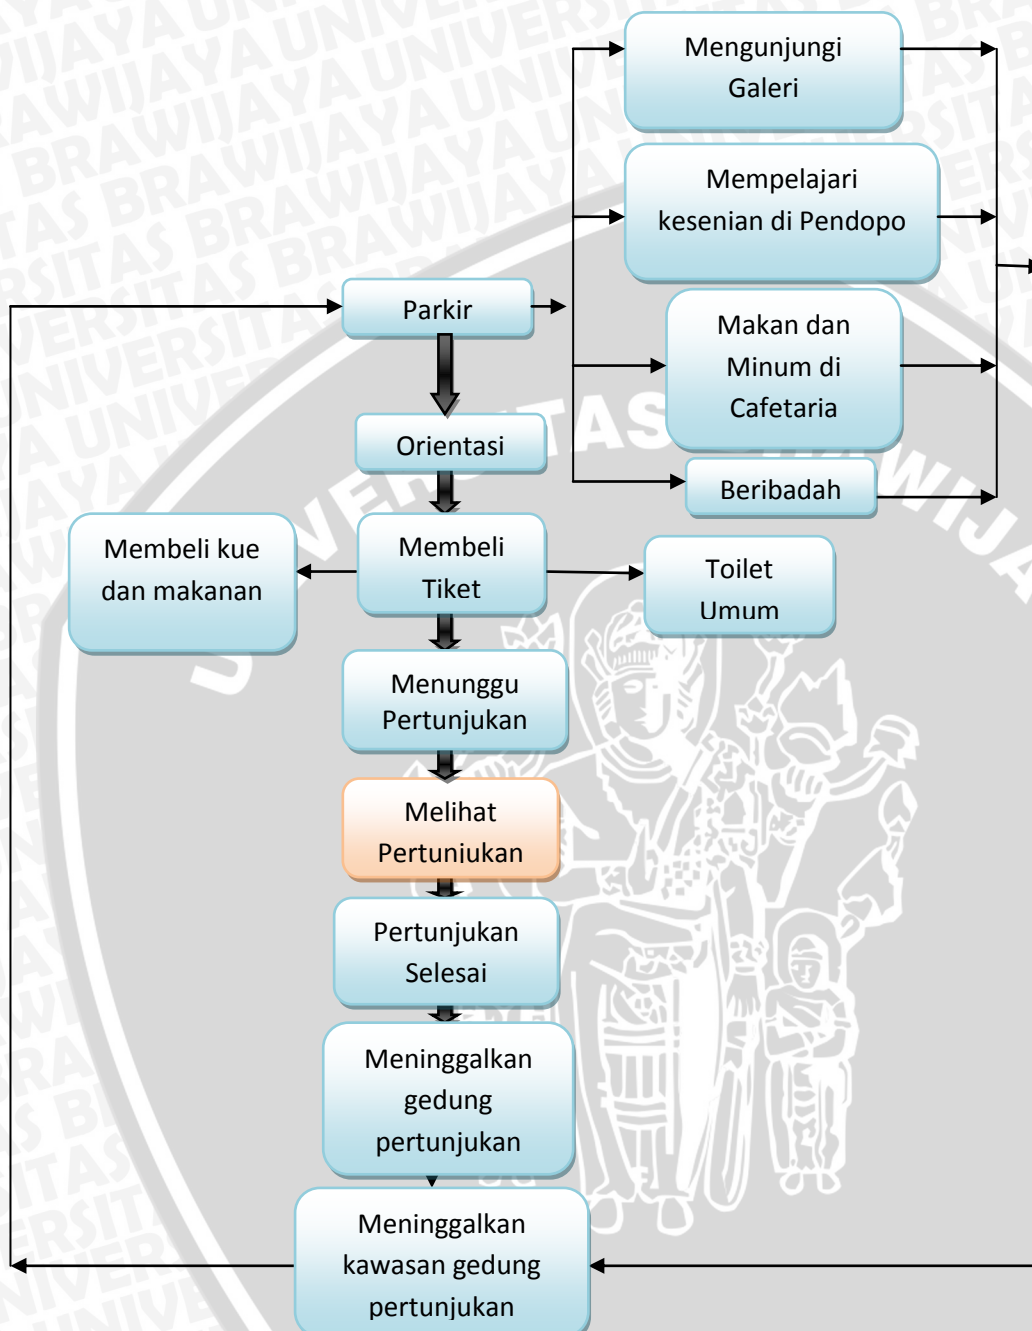 Mengunjungi
Galeri
Mempelajari
kesenian di Pendopo
Parkir
Makan dan
Minum di
Cafetaria
Orientasi
Beribadah
Membeli kue
dan makanan
Membeli
Tiket
Toilet
Umum
Menunggu
Pertunjukan
Melihat
Pertunjukan
Pertunjukan
Selesai
Meninggalkan
gedung
pertunjukan
Meninggalkan
kawasan gedung
pertunjukan